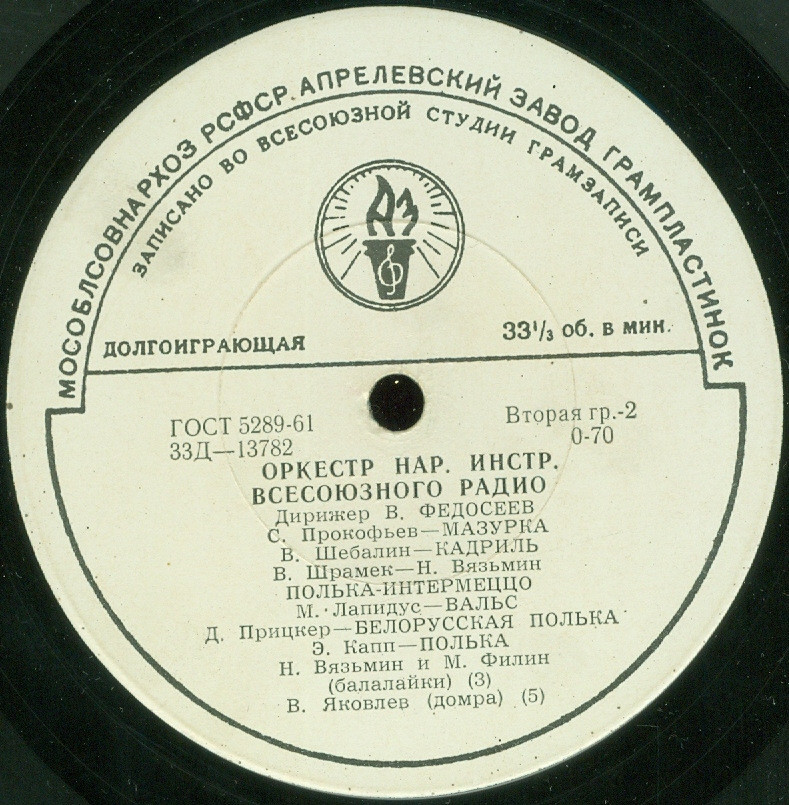 МОСОБЛСОВНАРХОЗ РСФСР. АПРЕЛЕВСКИЙ ЗАВОД ГРАМПЛАСТИНОК
ЗАПИСАНО ВО ВСЕСОЮЗНОЙ СТУДИИ ГРАМЗАПИСИ
АЗ
ДОЛГОИГРАЮЩАЯ 33⅓ об. в мин.
ГОСТ 5289-61 Вторая гр.-2
33Д—13782 0-70
ОРКЕСТР НАР. ИНСТР.
ВСЕСОЮЗНОГО РАДИО
Дирижер В. ФЕДОСЕЕВ
С. Прокофьев—МАЗУРКА
В. Шебалин—КАДРИЛЬ
В. Шрамек—Н. Вязьмин
ПОЛЬКА-ИНТЕРМЕЦЦО
М. Лапидус—ВАЛЬС
Д. Прицкер—БЕЛОРУССКАЯ ПОЛЬКА
Э. Капп—ПОЛЬКА
Н. Вязьмин и М. Филин
(балалайки) (3)
В. Яковлев (домра) (5)